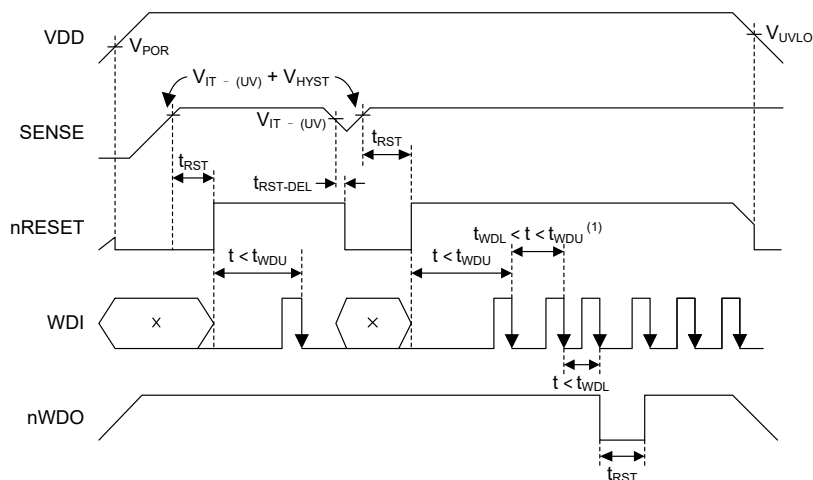 VDD
V_POR
V_UVLO
V_IT - (UV) + V_HYST
SENSE
V_IT - (UV)
t_RST
t_RST
t_RST-DEL
nRESET
t < t_WDU
t < t_WDU
t_WDL < t < t_WDU (1)
WDI
×
×
t < t_WDL
nWDO
t_RST